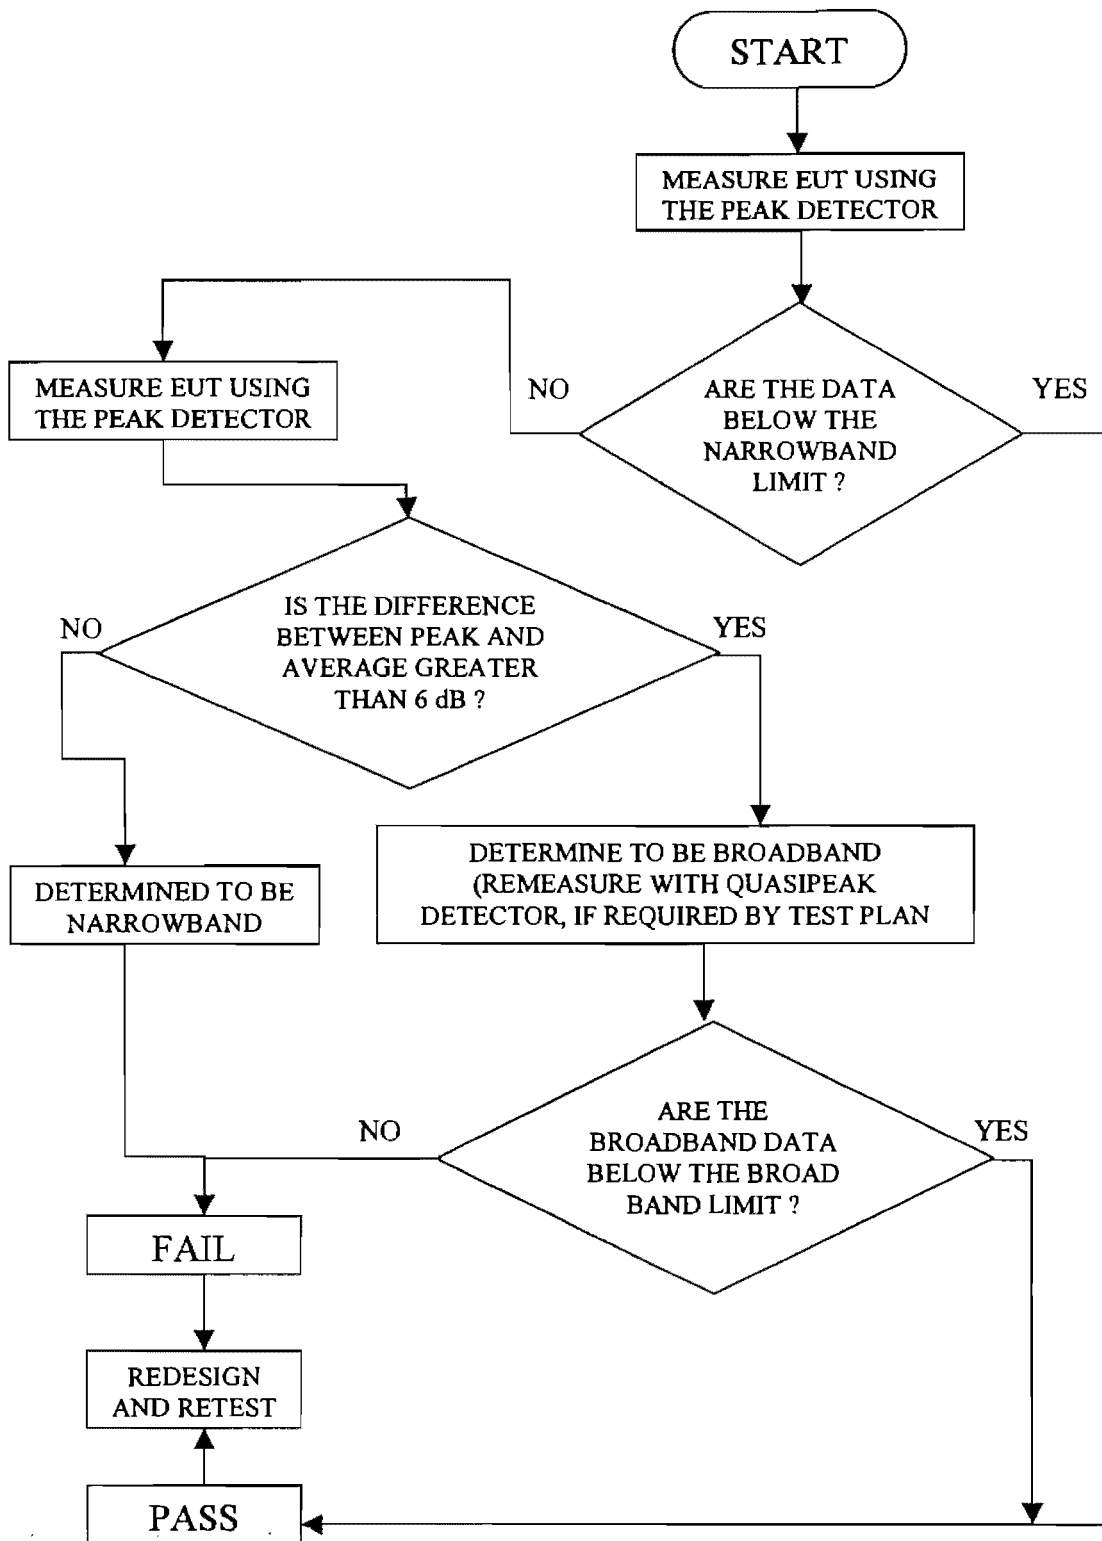 START
MEASURE EUT USING
THE PEAK DETECTOR
ARE THE DATA
BELOW THE
NARROWBAND
LIMIT ?
NO
YES
MEASURE EUT USING
THE PEAK DETECTOR
IS THE DIFFERENCE
BETWEEN PEAK AND
AVERAGE GREATER
THAN 6 dB ?
NO
YES
DETERMINED TO BE
NARROWBAND
DETERMINE TO BE BROADBAND
(REMEASURE WITH QUASIPEAK
DETECTOR, IF REQUIRED BY TEST PLAN
ARE THE
BROADBAND DATA
BELOW THE BROAD
BAND LIMIT ?
NO
YES
FAIL
REDESIGN
AND RETEST
PASS